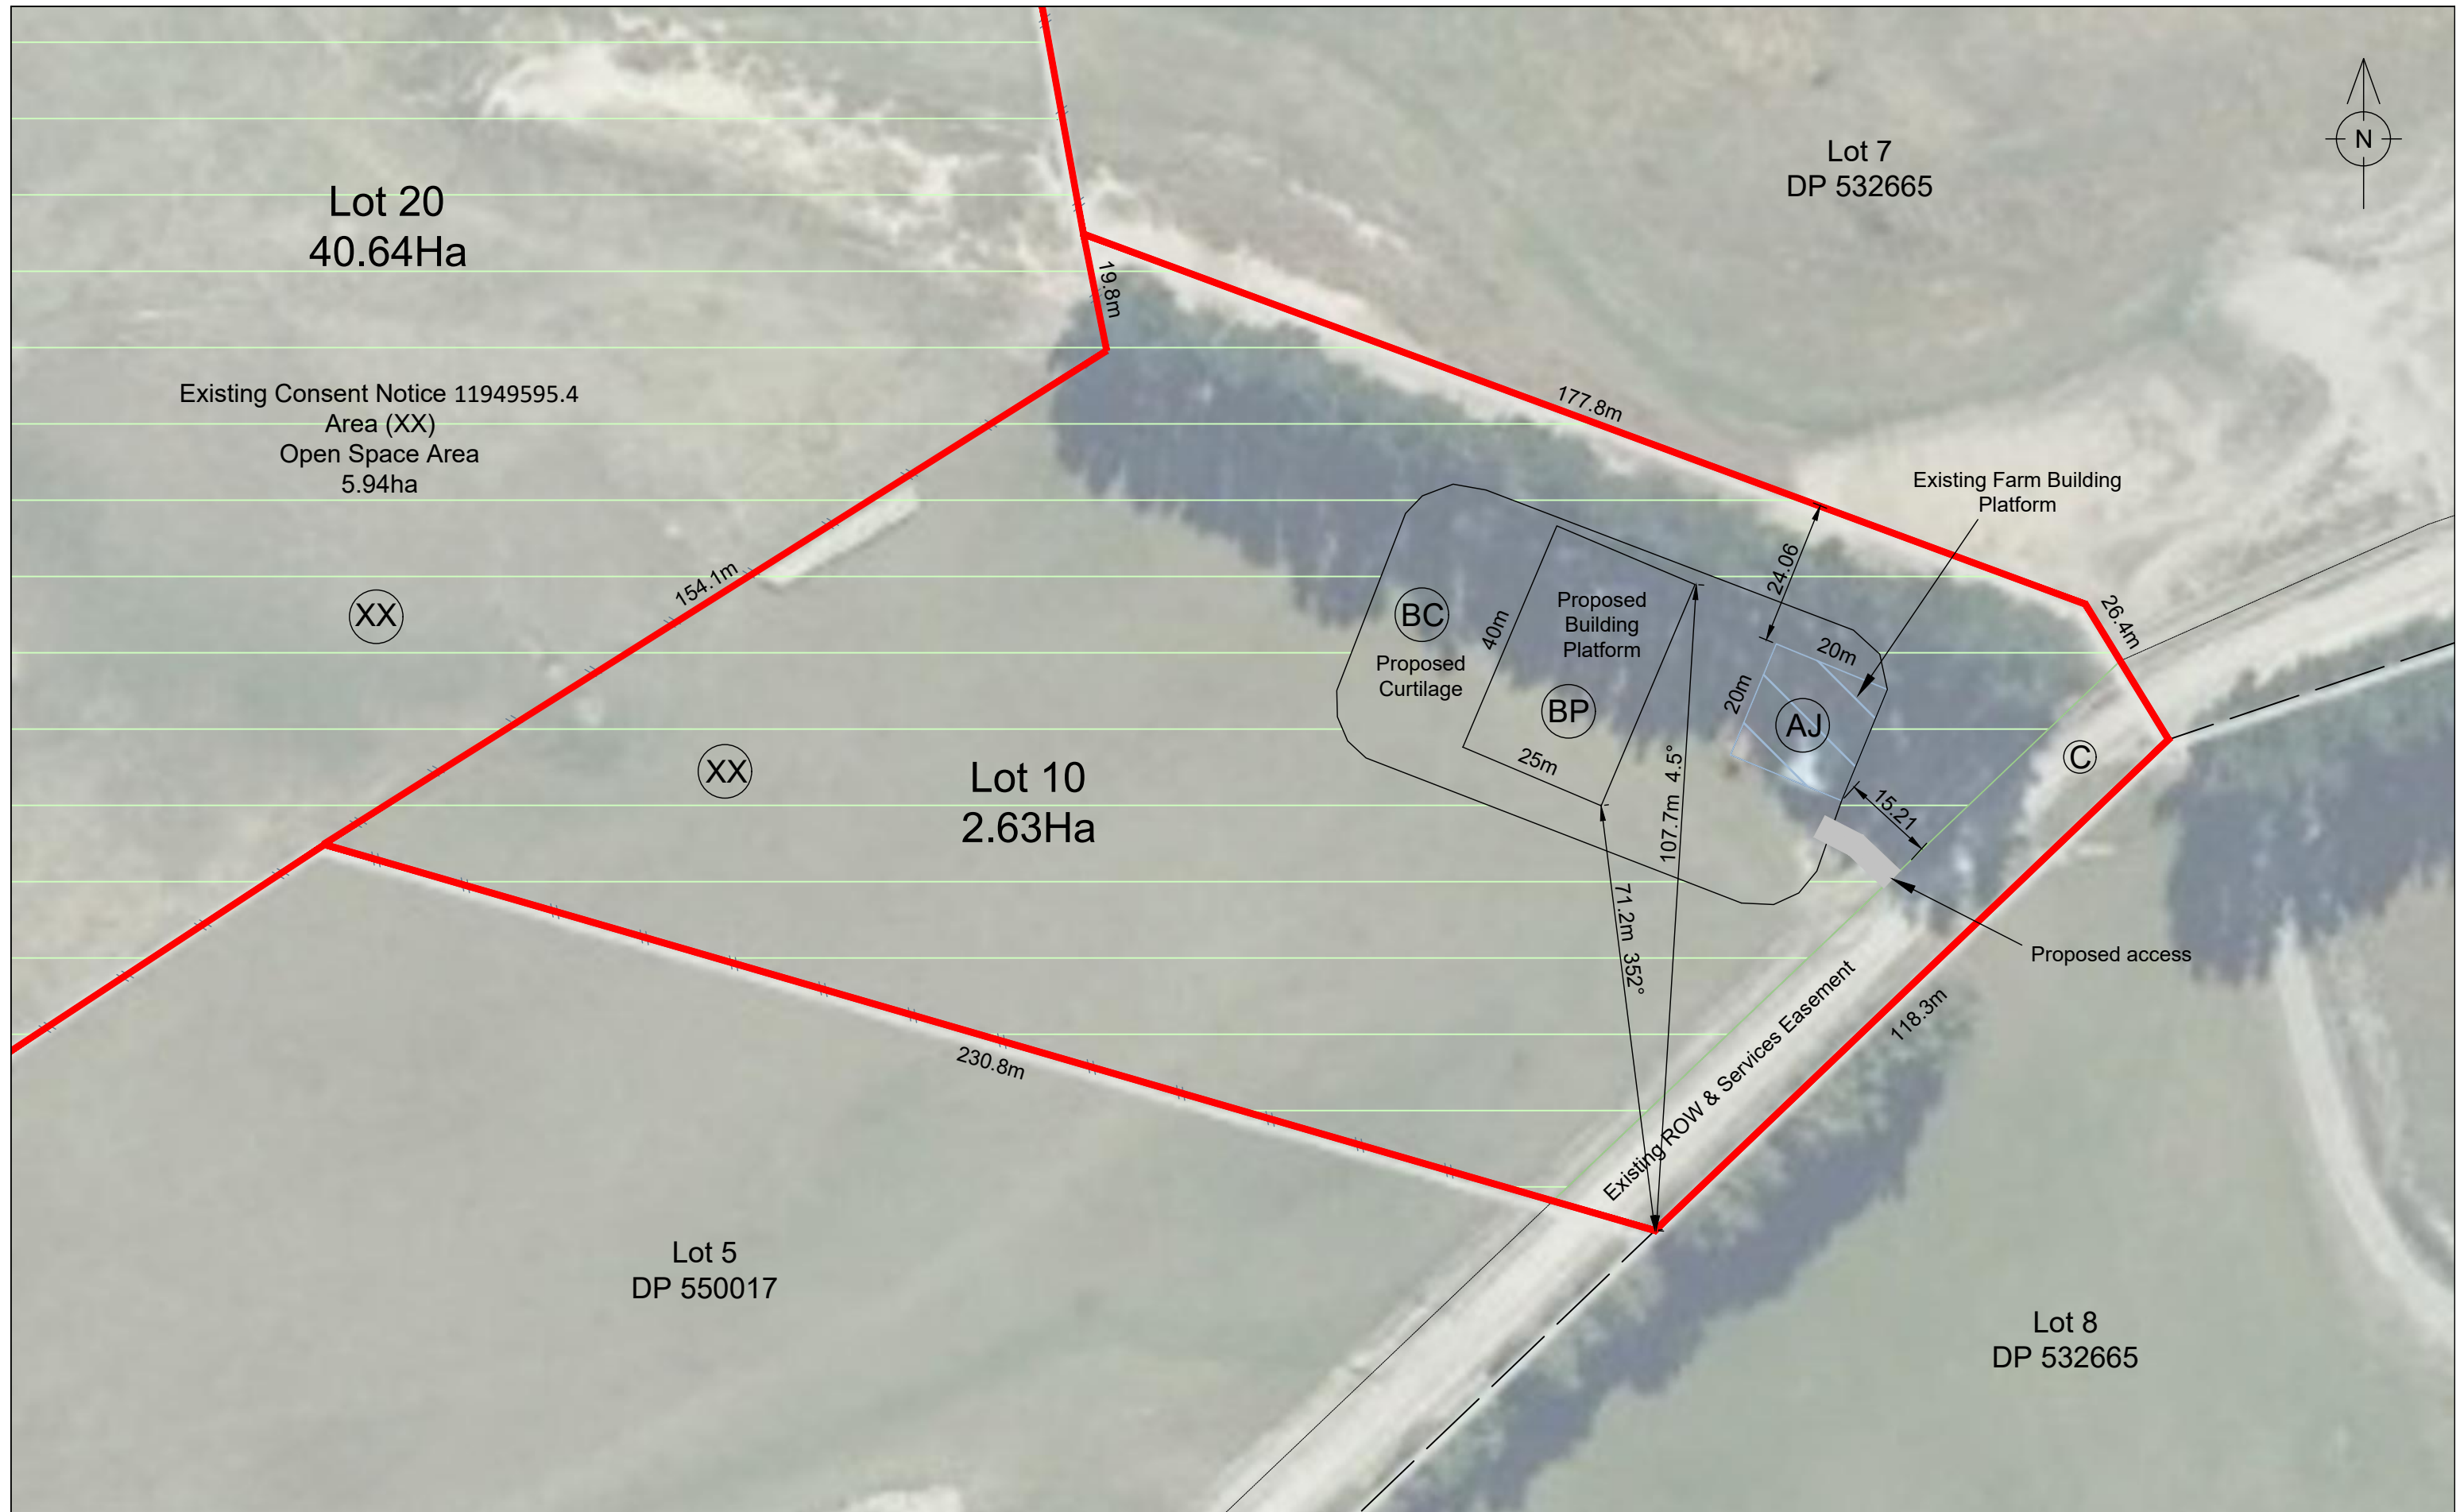 N
Lot 7
DP 532665
Lot 20
40.64Ha
19.8m
Existing Consent Notice 11949595.4
Area (XX)
Open Space Area
5.94ha
177.8m
Existing Farm Building
Platform
24.06
154.1m
XX
BC
Proposed
Curtilage
40m
Proposed
Building
Platform
BP
25m
20m
20m
AJ
26.4m
C
XX
Lot 10
2.63Ha
107.7m 4.5°
71.2m 352°
15.21
Proposed access
Existing ROW & Services Easement
118.3m
230.8m
Lot 5
DP 550017
Lot 8
DP 532665